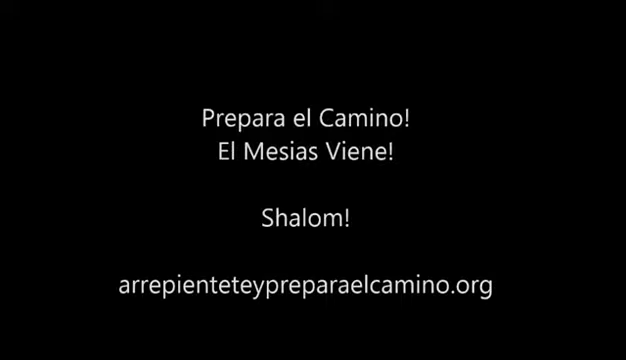 Prepara el Camino!
El Mesias Viene!
Shalom!
arrepienteteypreparaelcamino.org